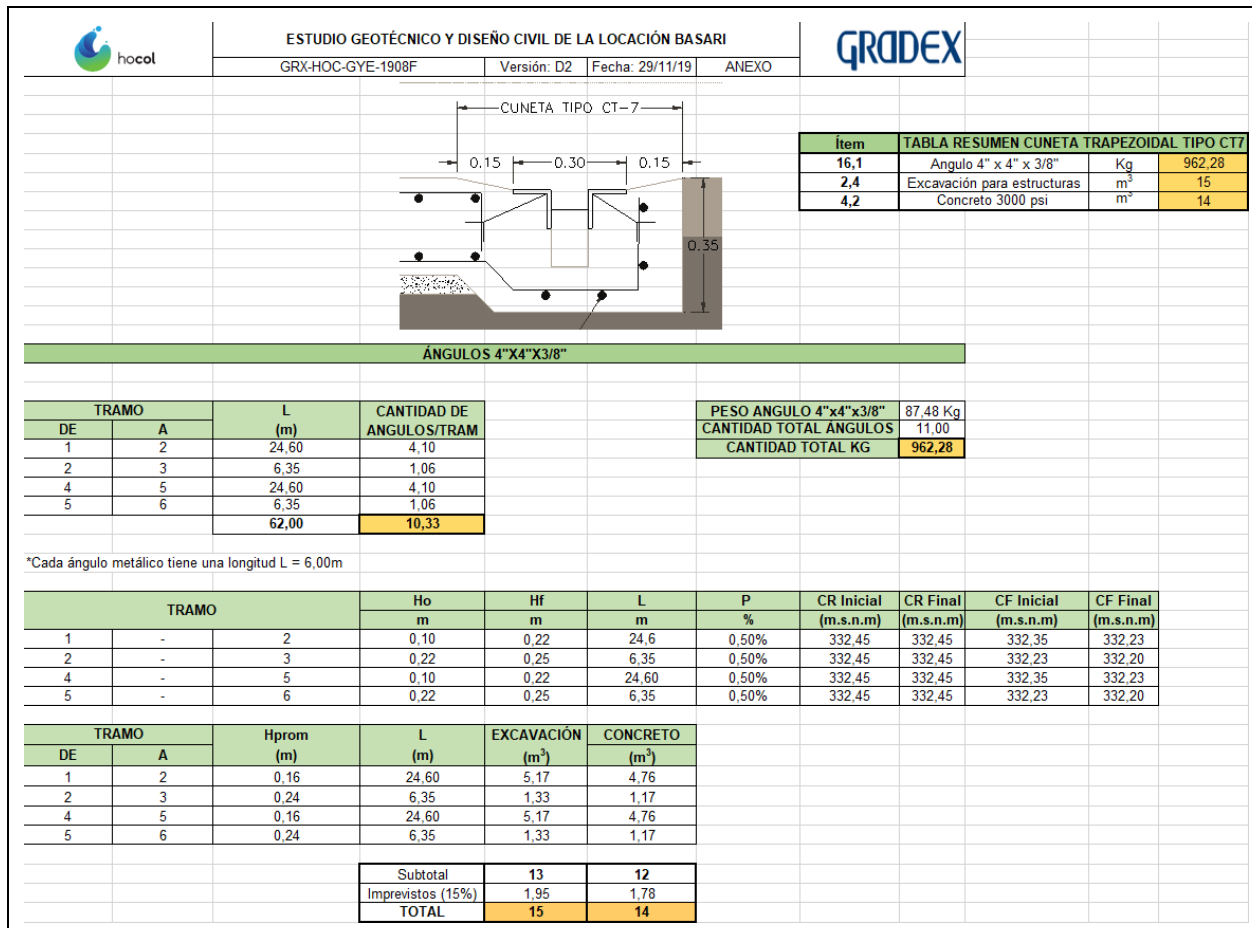 hocol
ESTUDIO GEOTÉCNICO Y DISEÑO CIVIL DE LA LOCACIÓN BASARI
GRX-HOC-GYE-1908F Versión: D2 Fecha: 29/11/19 ANEXO
GRADEX
CUNETA TIPO CT-7
0.15 0.30 0.15
0.35
Ítem TABLA RESUMEN CUNETA TRAPEZOIDAL TIPO CT7
16,1 Angulo 4" x 4" x 3/8" Kg 962,28
2,4 Excavación para estructuras m³ 15
4,2 Concreto 3000 psi m³ 14
ÁNGULOS 4"X4"X3/8"
TRAMO L CANTIDAD DE
DE A (m) ANGULOS/TRAM
1 2 24,60 4,10
2 3 6,35 1,06
4 5 24,60 4,10
5 6 6,35 1,06
62,00 10,33
PESO ANGULO 4"x4"x3/8" 87,48 Kg
CANTIDAD TOTAL ÁNGULOS 11,00
CANTIDAD TOTAL KG 962,28
*Cada ángulo metálico tiene una longitud L = 6,00m
TRAMO Ho Hf L P CR Inicial CR Final CF Inicial CF Final
m m m % (m.s.n.m) (m.s.n.m) (m.s.n.m) (m.s.n.m)
1 - 2 0,10 0,22 24,6 0,50% 332,45 332,45 332,35 332,23
2 - 3 0,22 0,25 6,35 0,50% 332,45 332,45 332,23 332,20
4 - 5 0,10 0,22 24,60 0,50% 332,45 332,45 332,35 332,23
5 - 6 0,22 0,25 6,35 0,50% 332,45 332,45 332,23 332,20
TRAMO Hprom L EXCAVACIÓN CONCRETO
DE A (m) (m) (m³) (m³)
1 2 0,16 24,60 5,17 4,76
2 3 0,24 6,35 1,33 1,17
4 5 0,16 24,60 5,17 4,76
5 6 0,24 6,35 1,33 1,17
Subtotal 13 12
Imprevistos (15%) 1,95 1,78
TOTAL 15 14